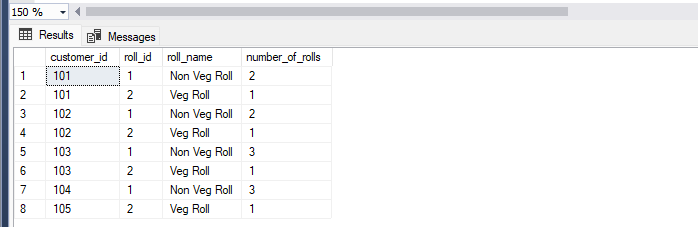 150 %
Results Messages
customer_id roll_id roll_name number_of_rolls
1 101 1 Non Veg Roll 2
2 101 2 Veg Roll 1
3 102 1 Non Veg Roll 2
4 102 2 Veg Roll 1
5 103 1 Non Veg Roll 3
6 103 2 Veg Roll 1
7 104 1 Non Veg Roll 3
8 105 2 Veg Roll 1